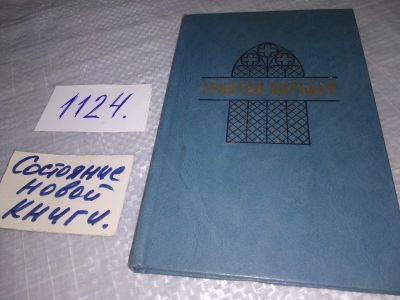 1124.
Состояние
новой
книги.